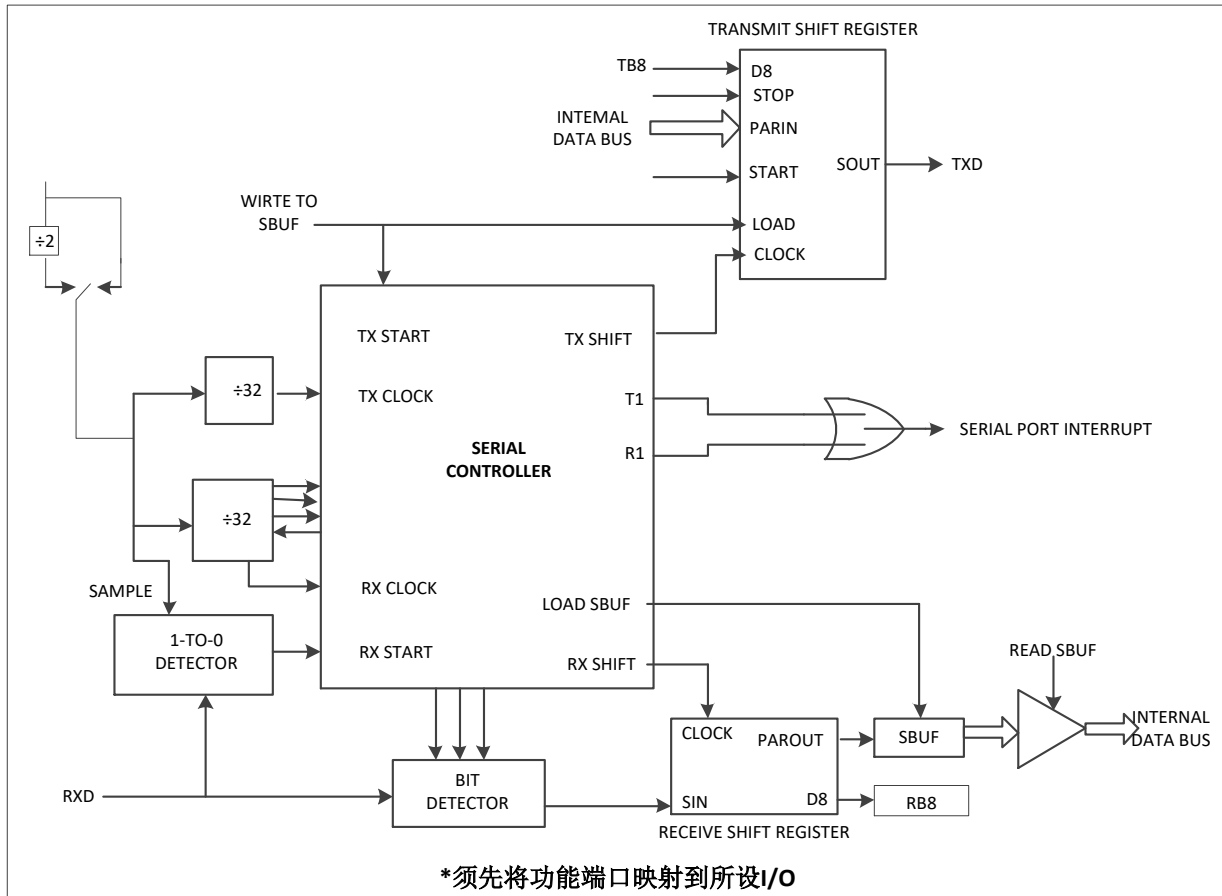 TRANSMIT SHIFT REGISTER
TB8
D8
STOP
INTEMAL
DATA BUS
PARIN
START
SOUT
TXD
WIRTE TO
SBUF
LOAD
CLOCK
÷2
TX START
TX SHIFT
÷32
TX CLOCK
T1
SERIAL PORT INTERRUPT
R1
SERIAL
CONTROLLER
÷32
RX CLOCK
SAMPLE
LOAD SBUF
1-TO-0
DETECTOR
RX START
RX SHIFT
READ SBUF
CLOCK
PAROUT
SBUF
INTERNAL
DATA BUS
RXD
BIT
DETECTOR
SIN
D8
RB8
RECEIVE SHIFT REGISTER
*须先将功能端口映射到所设I/O